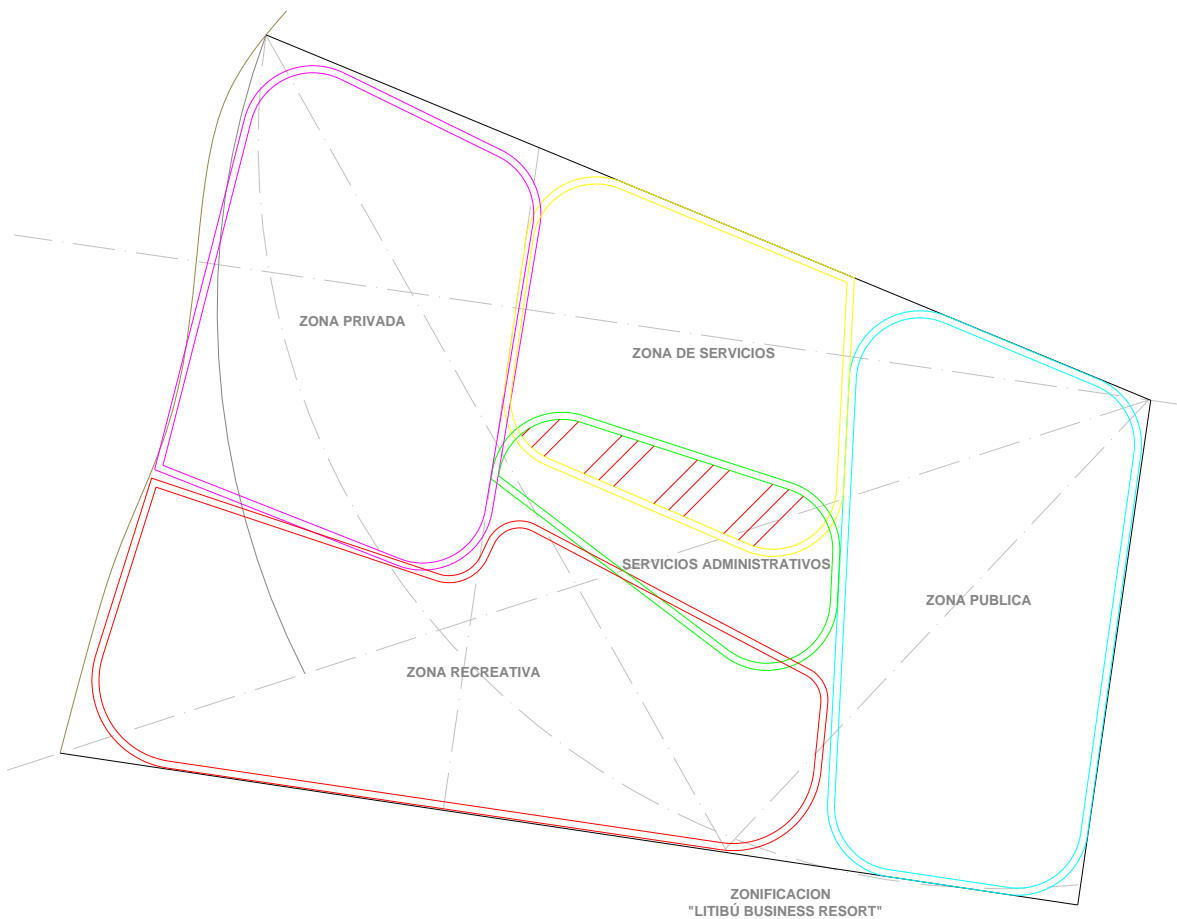 ZONA PRIVADA
ZONA DE SERVICIOS
SERVICIOS ADMINISTRATIVOS
ZONA PUBLICA
ZONA RECREATIVA
ZONIFICACION
"LITIBÚ BUSINESS RESORT"